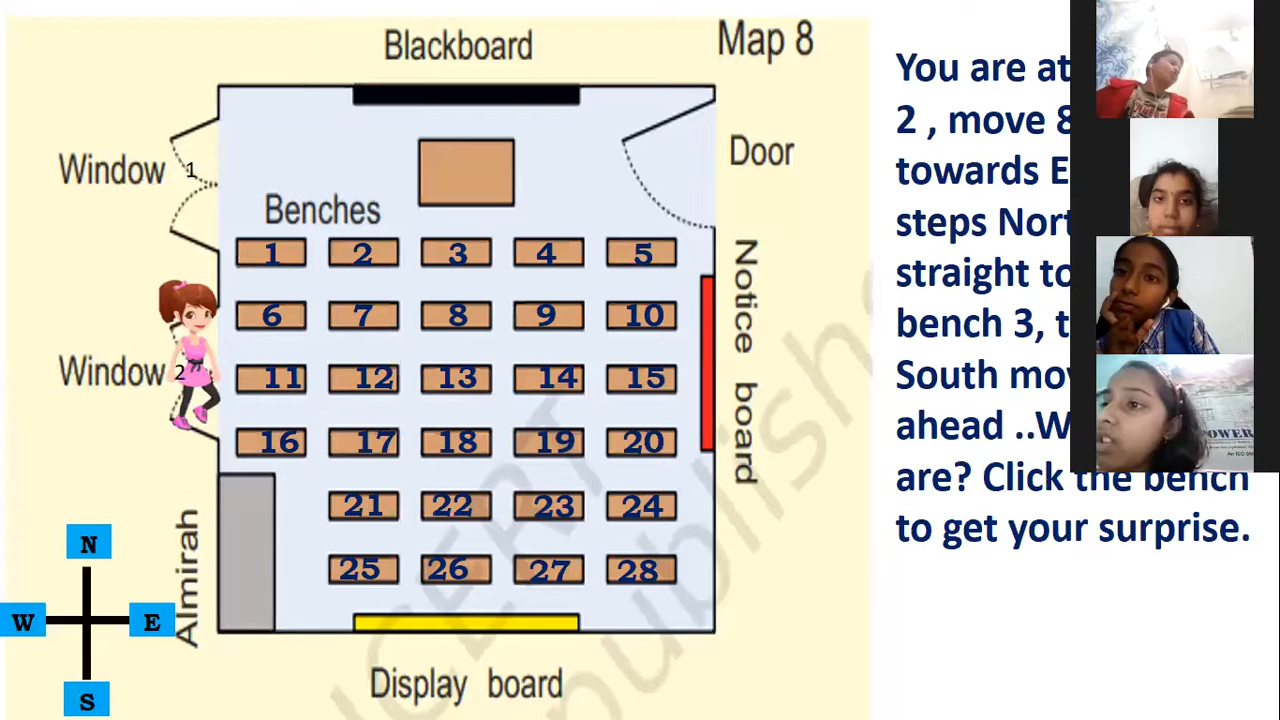 Blackboard
Map 8
Window 1
Door
Benches
1 2 3 4 5
6 7 8 9 10
11 12 13 14 15
16 17 18 19 20
21 22 23 24
25 26 27 28
Window 2
Notice board
Almirah
Display board
N
W E
S
You are at
2 , move 8
towards E
steps Nor
straight to
bench 3, t
South mo
ahead ..W
are? Click the bench
to get your surprise.
OWER